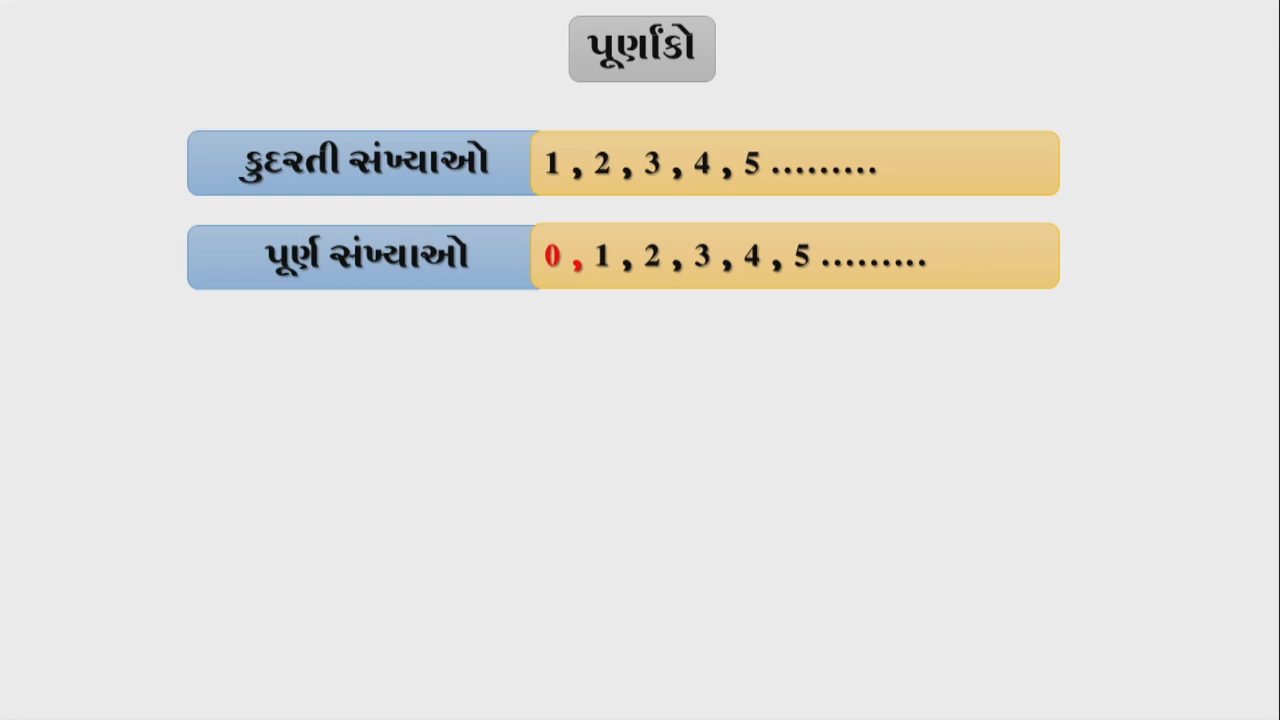 પૂર્ણાંકો
કુદરતી સંખ્યાઓ 1 , 2 , 3 , 4 , 5 .........
પૂર્ણ સંખ્યાઓ 0 , 1 , 2 , 3 , 4 , 5 .........